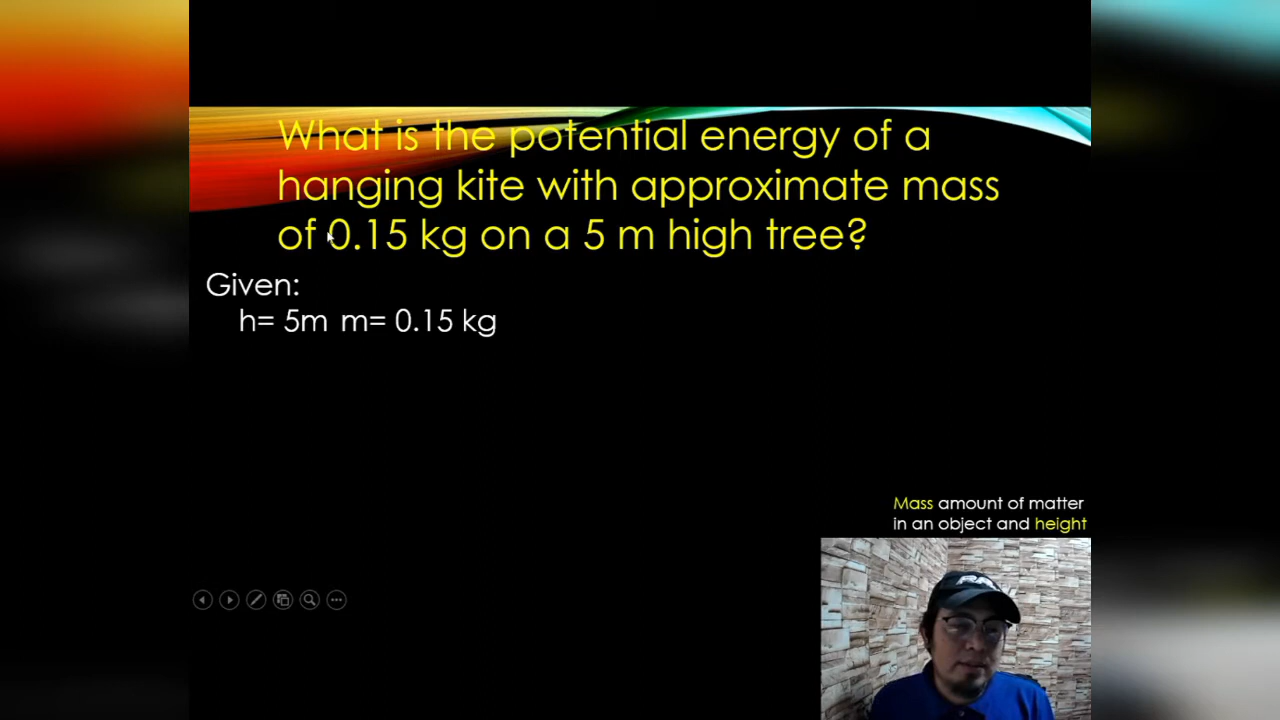 What is the potential energy of a
hanging kite with approximate mass
of 0.15 kg on a 5 m high tree?
Given:
h= 5m m= 0.15 kg
Mass amount of matter
in an object and height